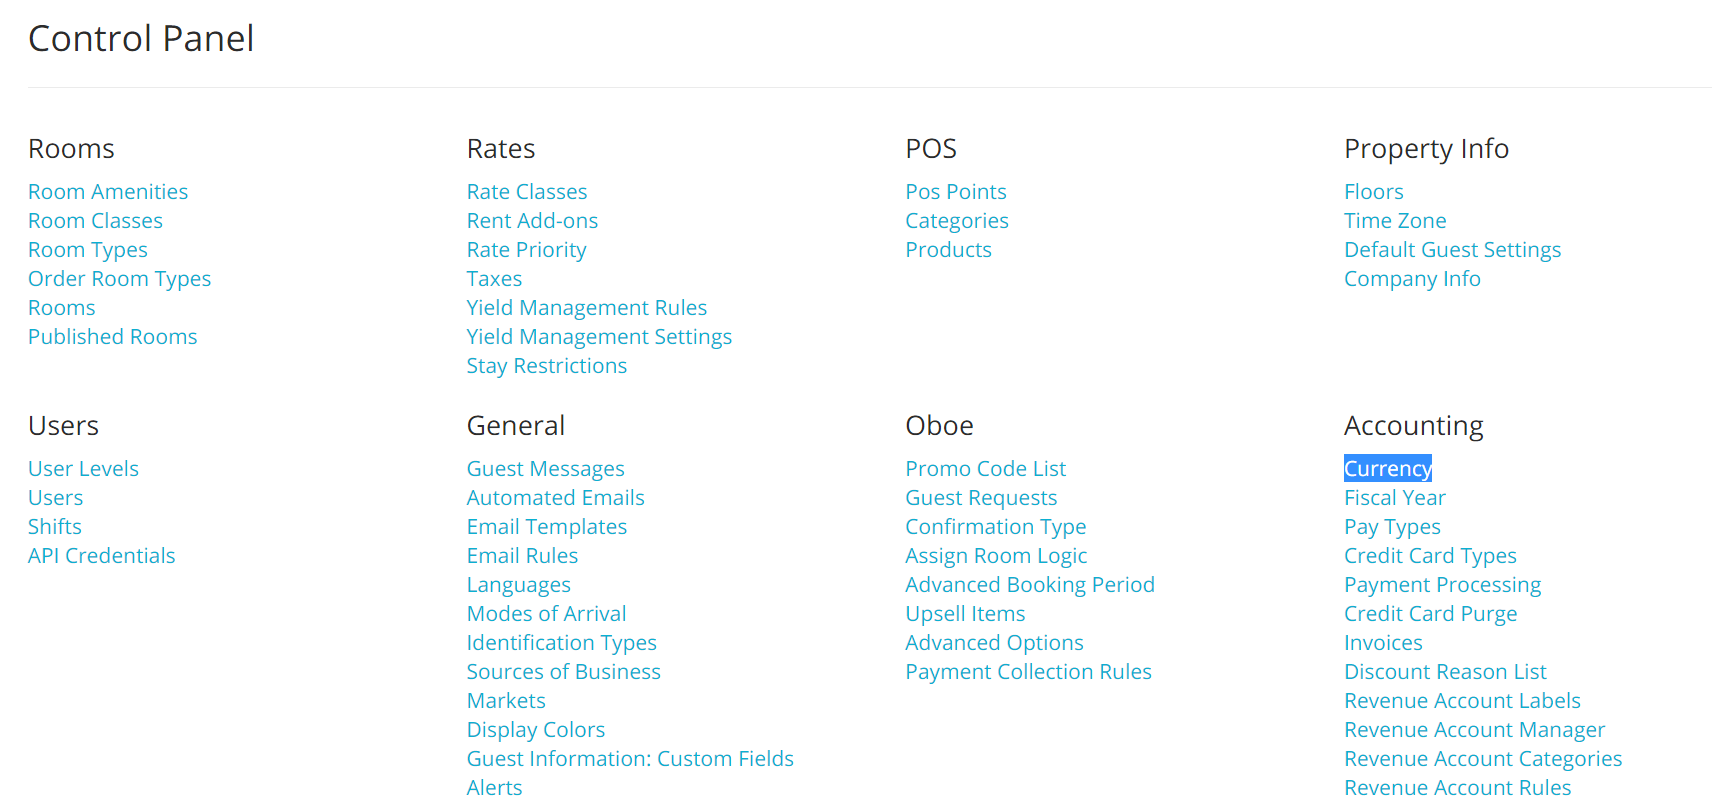 Control Panel
Rooms
Room Amenities
Room Classes
Room Types
Order Room Types
Rooms
Published Rooms
Rates
Rate Classes
Rent Add-ons
Rate Priority
Taxes
Yield Management Rules
Yield Management Settings
Stay Restrictions
POS
Pos Points
Categories
Products
Property Info
Floors
Time Zone
Default Guest Settings
Company Info
Users
User Levels
Users
Shifts
API Credentials
General
Guest Messages
Automated Emails
Email Templates
Email Rules
Languages
Modes of Arrival
Identification Types
Sources of Business
Markets
Display Colors
Guest Information: Custom Fields
Alerts
Oboe
Promo Code List
Guest Requests
Confirmation Type
Assign Room Logic
Advanced Booking Period
Upsell Items
Advanced Options
Payment Collection Rules
Accounting
Currency
Fiscal Year
Pay Types
Credit Card Types
Payment Processing
Credit Card Purge
Invoices
Discount Reason List
Revenue Account Labels
Revenue Account Manager
Revenue Account Categories
Revenue Account Rules